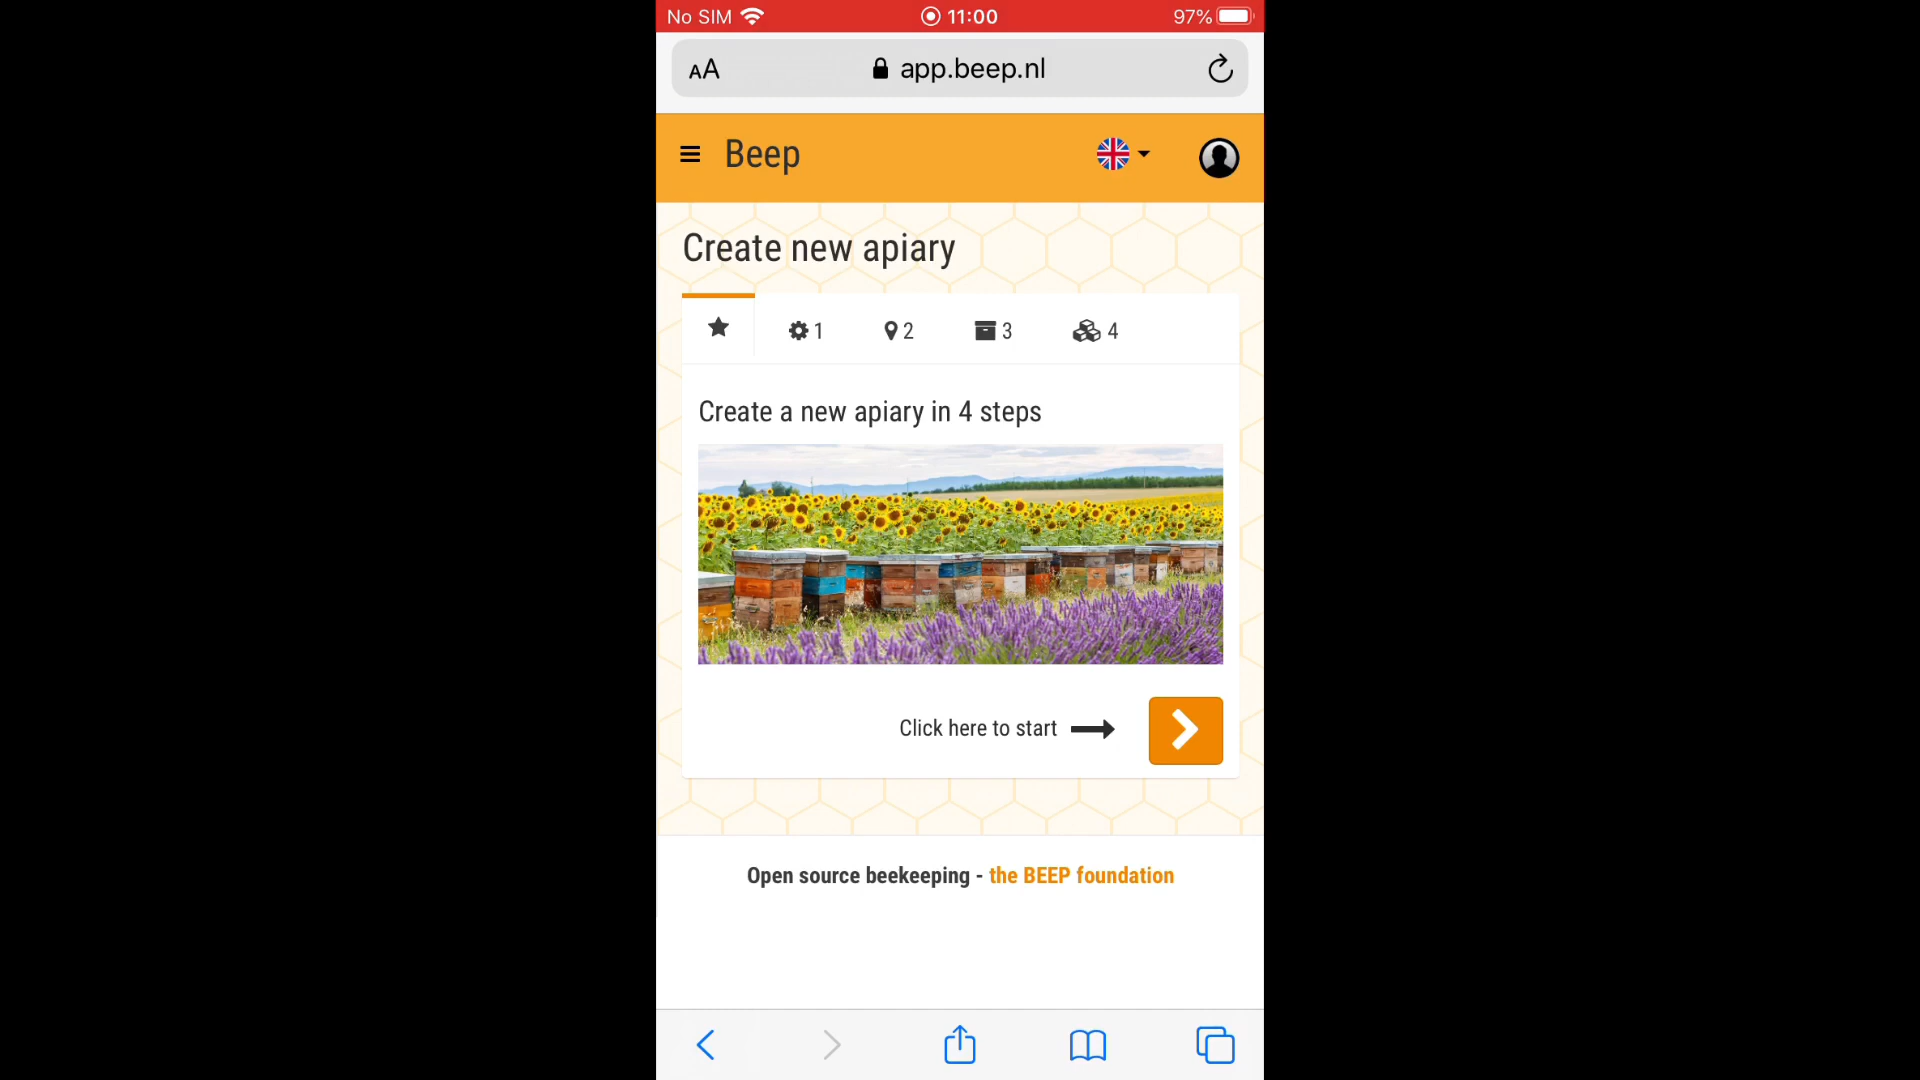 No SIM 11:00 97%
AA app.beep.nl
Beep
Create new apiary
1 2 3 4
Create a new apiary in 4 steps
Click here to start
Open source beekeeping - the BEEP foundation